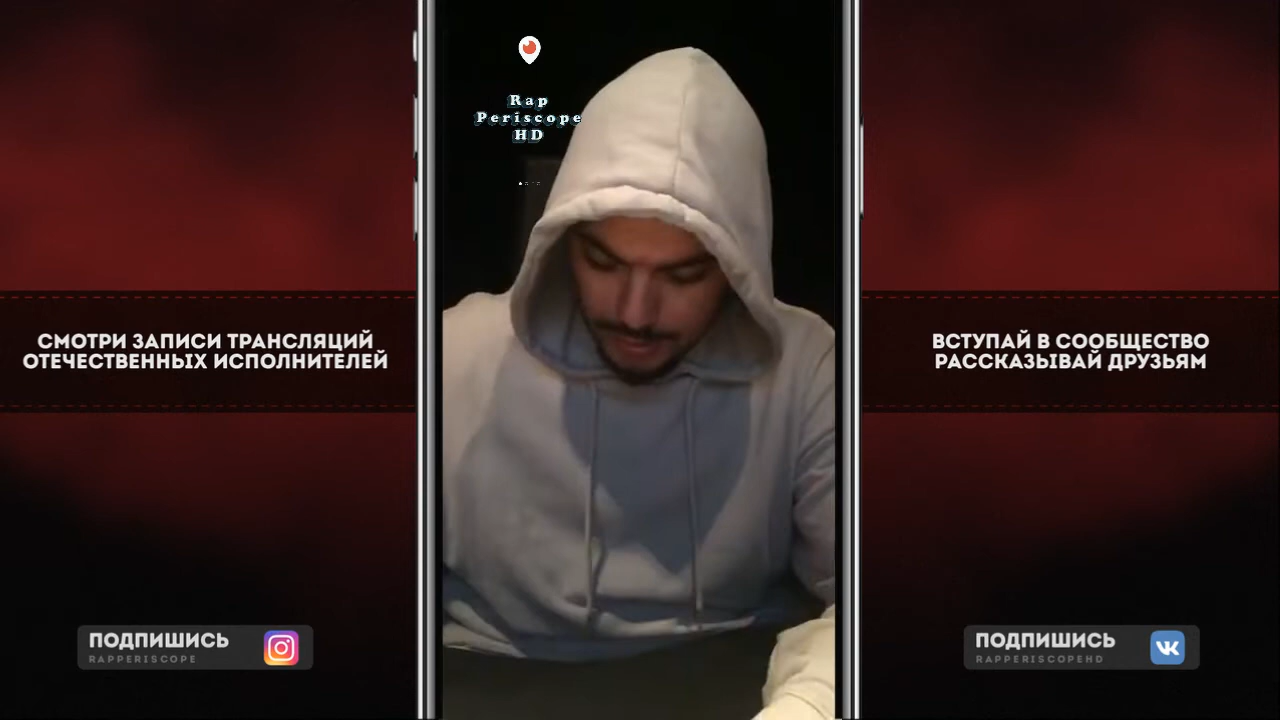 Rap
Periscope
HD
СМОТРИ ЗАПИСИ ТРАНСЛЯЦИЙ
ОТЕЧЕСТВЕННЫХ ИСПОЛНИТЕЛЕЙ
ВСТУПАЙ В СООБЩЕСТВО
РАССКАЗЫВАЙ ДРУЗЬЯМ
ПОДПИШИСЬ
RAPPERISCOPE
ПОДПИШИСЬ
RAPPERISCOPEHD